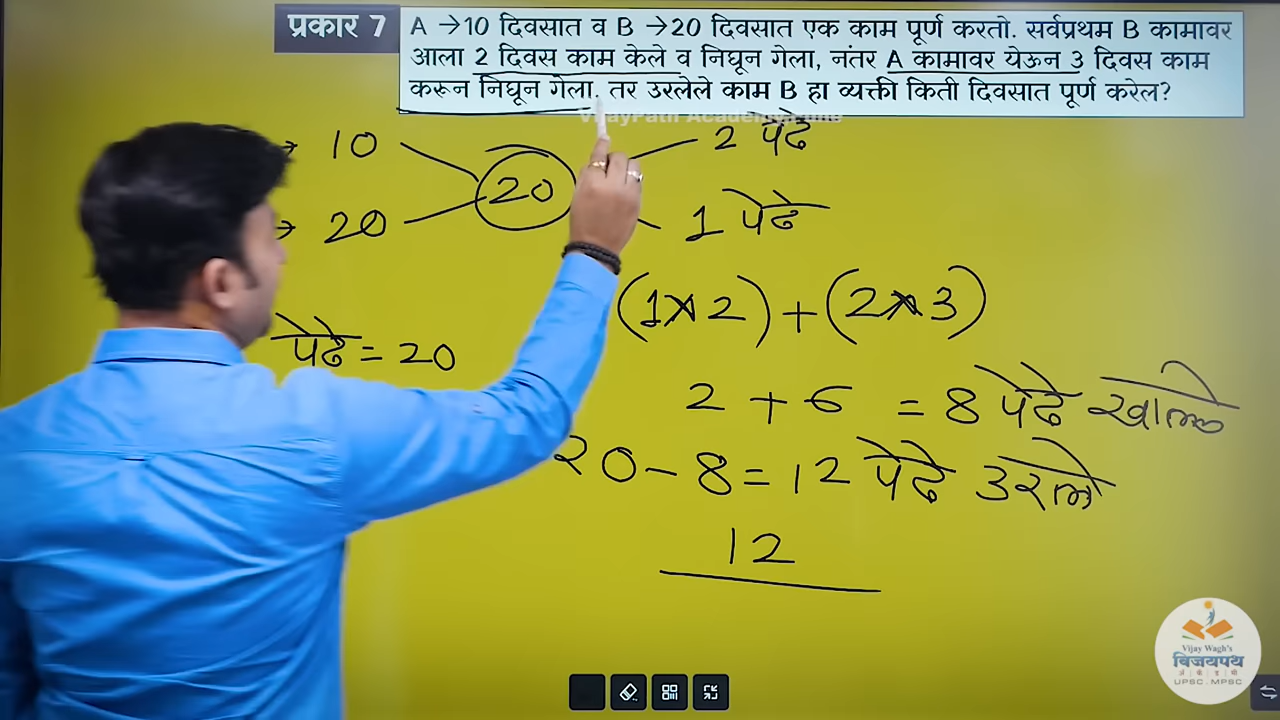 प्रकार 7
A →10 दिवसात व B →20 दिवसात एक काम पूर्ण करतो. सर्वप्रथम B कामावर
आला 2 दिवस काम केले व निघून गेला, नंतर A कामावर येऊन 3 दिवस काम
करून निघून गेला. तर उरलेले काम B हा व्यक्ती किती दिवसात पूर्ण करेल?
→ 10
20
2 पेढे
→ 20
1 पेढे
(1×2)+(2×3)
पेढे = 20
2 + 6 = 8 पेढे खाल्ले
20 - 8 = 12 पेढे उरले
12
Vijay Wagh's
विजयपथ
UPSC . MPSC